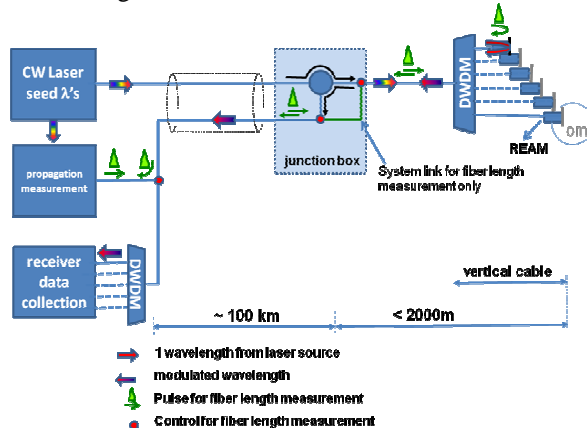 CW Laser
seed λ's
propagation
measurement
receiver
data
collection
DWDM
junction box
System link for fiber length
measurement only
DWDM
REAM
om
vertical cable
~ 100 km
< 2000m
1 wavelength from laser source
modulated wavelength
Pulse for fiber length measurement
Control for fiber length measurement